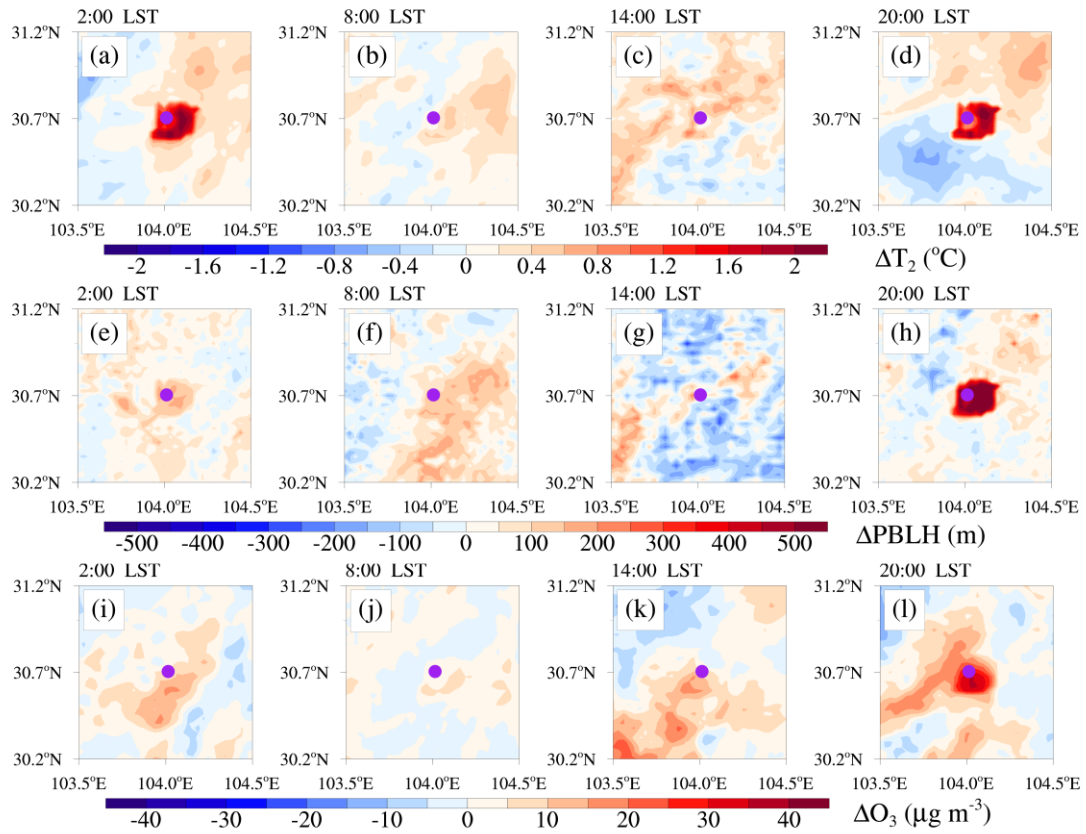 2:00 LST 8:00 LST 14:00 LST 20:00 LST
31.2°N 31.2°N 31.2°N 31.2°N
(a) (b) (c) (d)
30.7°N 30.7°N 30.7°N 30.7°N
30.2°N 30.2°N 30.2°N 30.2°N
103.5°E 104.0°E 104.5°E 103.5°E 104.0°E 104.5°E 103.5°E 104.0°E 104.5°E 103.5°E 104.0°E 104.5°E
-2 -1.6 -1.2 -0.8 -0.4 0 0.4 0.8 1.2 1.6 2 ΔT₂ (°C)
2:00 LST 8:00 LST 14:00 LST 20:00 LST
31.2°N 31.2°N 31.2°N 31.2°N
(e) (f) (g) (h)
30.7°N 30.7°N 30.7°N 30.7°N
30.2°N 30.2°N 30.2°N 30.2°N
103.5°E 104.0°E 104.5°E 103.5°E 104.0°E 104.5°E 103.5°E 104.0°E 104.5°E 103.5°E 104.0°E 104.5°E
-500 -400 -300 -200 -100 0 100 200 300 400 500 ΔPBLH (m)
2:00 LST 8:00 LST 14:00 LST 20:00 LST
31.2°N 31.2°N 31.2°N 31.2°N
(i) (j) (k) (l)
30.7°N 30.7°N 30.7°N 30.7°N
30.2°N 30.2°N 30.2°N 30.2°N
103.5°E 104.0°E 104.5°E 103.5°E 104.0°E 104.5°E 103.5°E 104.0°E 104.5°E 103.5°E 104.0°E 104.5°E
-40 -30 -20 -10 0 10 20 30 40 ΔO₃ (μg m⁻³)